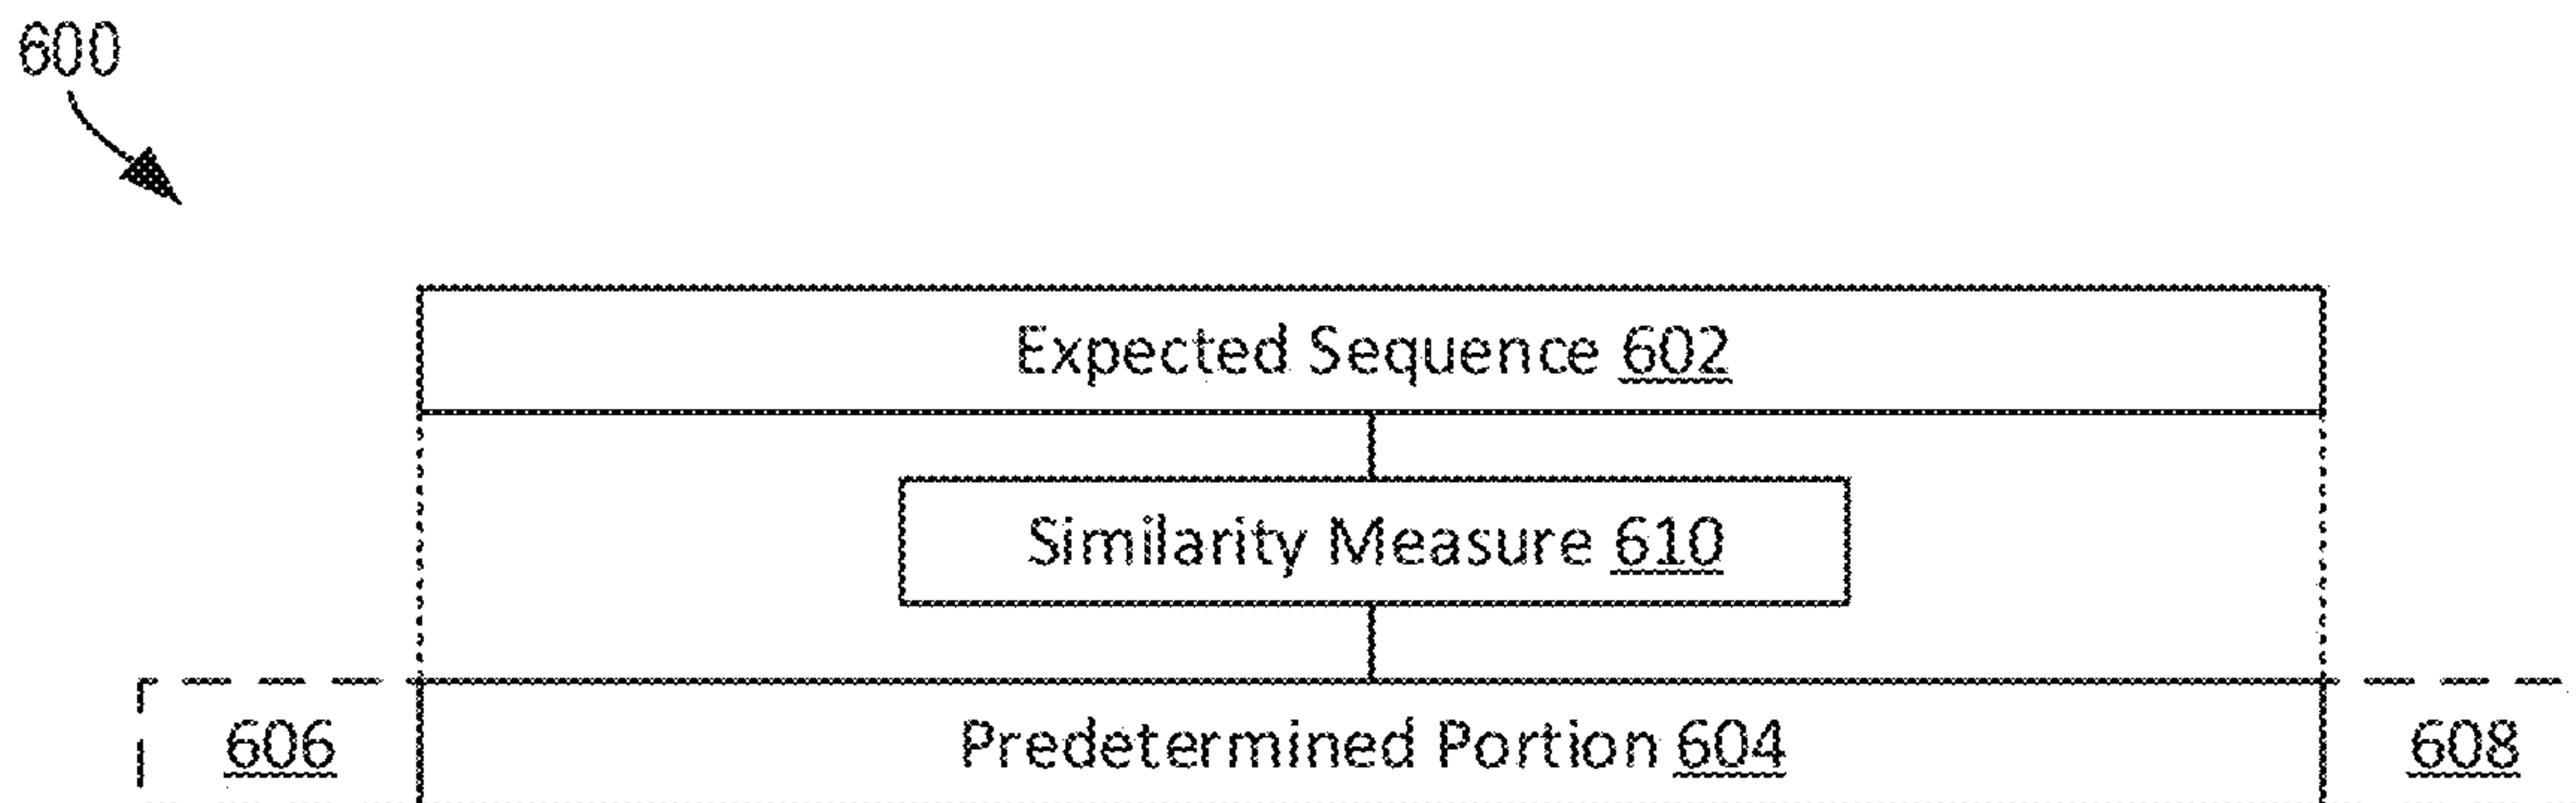 600
Expected Sequence 602
Similarity Measure 610
606 Predetermined Portion 604 608